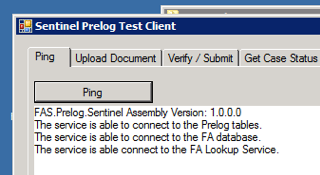 Sentinel Prelog Test Client
Ping Upload Document Verify / Submit Get Case Status
Ping
FAS.Prelog.Sentinel Assembly Version: 1.0.0.0
The service is able to connect to the Prelog tables.
The service is able to connect to the FA database.
The service is able connect to the FA Lookup Service.